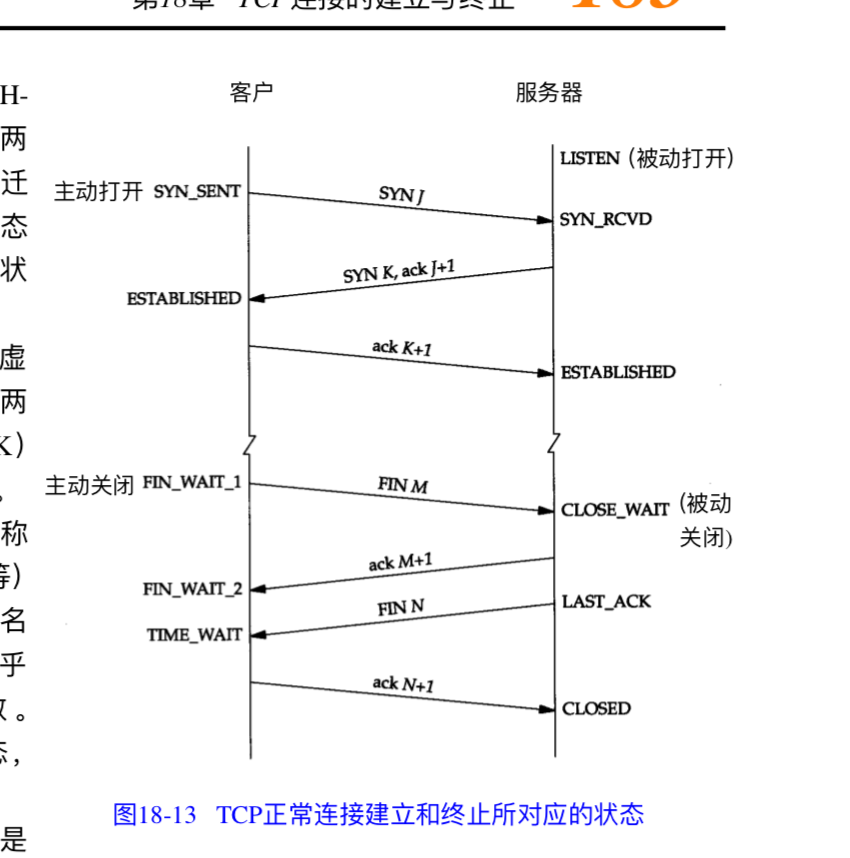 第18章 TCP 连接的建立与终止
客户
服务器
LISTEN (被动打开)
主动打开 SYN_SENT
SYN J
SYN_RCVD
SYN K, ack J+1
ESTABLISHED
ack K+1
ESTABLISHED
主动关闭 FIN_WAIT_1
FIN M
CLOSE_WAIT (被动
关闭)
ack M+1
FIN_WAIT_2
FIN N
LAST_ACK
TIME_WAIT
ack N+1
CLOSED
图18-13 TCP正常连接建立和终止所对应的状态
H-
两
迁
态
状
虚
两
K)
。
称
等)
名
乎
。
态,
是